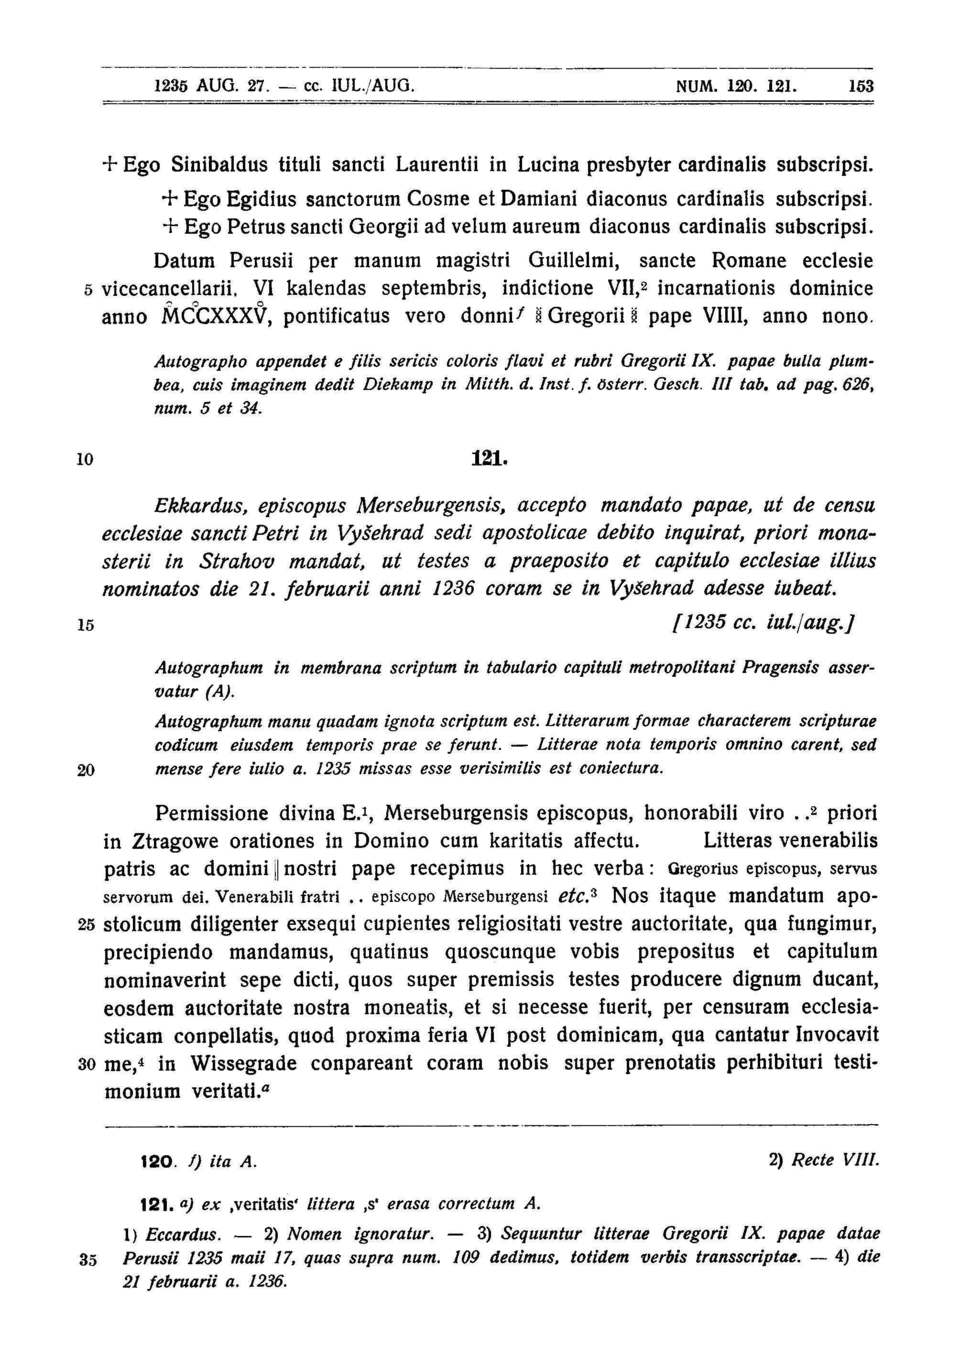 1235 AUG. 27. — cc. IUL./AUG. NUM. 120. 121. 153
+ Ego Sinibaldus tituli sancti Laurentii in Lucina presbyter cardinalis subscripsi.
+ Ego Egidius sanctorum Cosme et Damiani diaconus cardinalis subscripsi.
+ Ego Petrus sancti Georgii ad velum aureum diaconus cardinalis subscripsi.
Datum Perusii per manum magistri Guillelmi, sancte Romane ecclesie
5 vicecancellarii, VI kalendas septembris, indictione VII,² incarnationis dominice
anno M̊C̊CXXXV̊, pontificatus vero donniᶠ ⁞⁞ Gregorii ⁞⁞ pape VIIII, anno nono.
Autographo appendet e filis sericis coloris flavi et rubri Gregorii IX. papae bulla plum-
bea, cuis imaginem dedit Diekamp in Mitth. d. Inst. f. österr. Gesch. III tab. ad pag. 626,
num. 5 et 34.
10 121.
Ekkardus, episcopus Merseburgensis, accepto mandato papae, ut de censu
ecclesiae sancti Petri in Vyšehrad sedi apostolicae debito inquirat, priori mona-
sterii in Strahov mandat, ut testes a praeposito et capitulo ecclesiae illius
nominatos die 21. februarii anni 1236 coram se in Vyšehrad adesse iubeat.
15 [1235 cc. iul./aug.]
Autographum in membrana scriptum in tabulario capituli metropolitani Pragensis asser-
vatur (A).
Autographum manu quadam ignota scriptum est. Litterarum formae characterem scripturae
codicum eiusdem temporis prae se ferunt. — Litterae nota temporis omnino carent, sed
20 mense fere iulio a. 1235 missas esse verisimilis est coniectura.
Permissione divina E.¹, Merseburgensis episcopus, honorabili viro . .² priori
in Ztragowe orationes in Domino cum karitatis affectu. Litteras venerabilis
patris ac domini || nostri pape recepimus in hec verba: Gregorius episcopus, servus
servorum dei. Venerabili fratri . . episcopo Merseburgensi etc.³ Nos itaque mandatum apo-
25 stolicum diligenter exsequi cupientes religiositati vestre auctoritate, qua fungimur,
precipiendo mandamus, quatinus quoscunque vobis prepositus et capitulum
nominaverint sepe dicti, quos super premissis testes producere dignum ducant,
eosdem auctoritate nostra moneatis, et si necesse fuerit, per censuram ecclesia-
sticam conpellatis, quod proxima feria VI post dominicam, qua cantatur Invocavit
30 me,⁴ in Wissegrade conpareant coram nobis super prenotatis perhibituri testi-
monium veritati.ᵃ
120. f) ita A. 2) Recte VIII.
121. a) ex ‚veritatis‘ littera ‚s‘ erasa correctum A.
1) Eccardus. — 2) Nomen ignoratur. — 3) Sequuntur litterae Gregorii IX. papae datae
35 Perusii 1235 maii 17, quas supra num. 109 dedimus, totidem verbis transscriptae. — 4) die
21 februarii a. 1236.